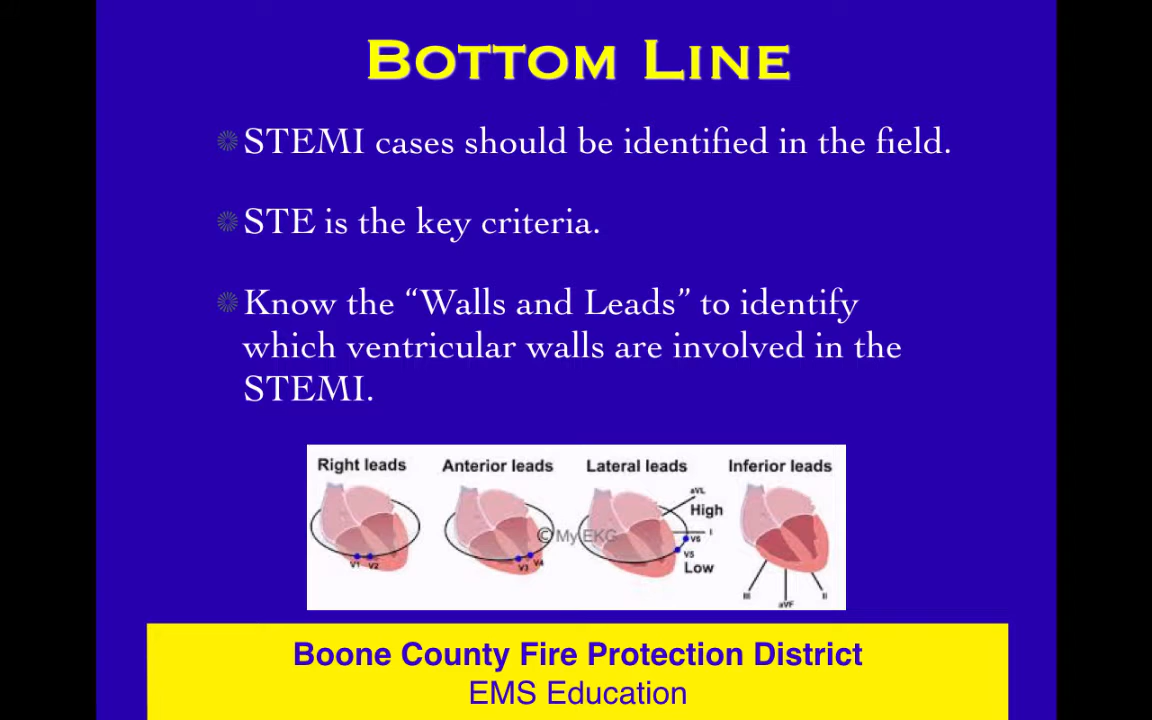 BOTTOM LINE
STEMI cases should be identified in the field.
STE is the key criteria.
Know the “Walls and Leads” to identify
which ventricular walls are involved in the
STEMI.
Right leads Anterior leads Lateral leads Inferior leads
aVL
High
© My EKG
I
V6
V5
Low
V1 V2
V3 V4
III
aVF
II
Boone County Fire Protection District
EMS Education